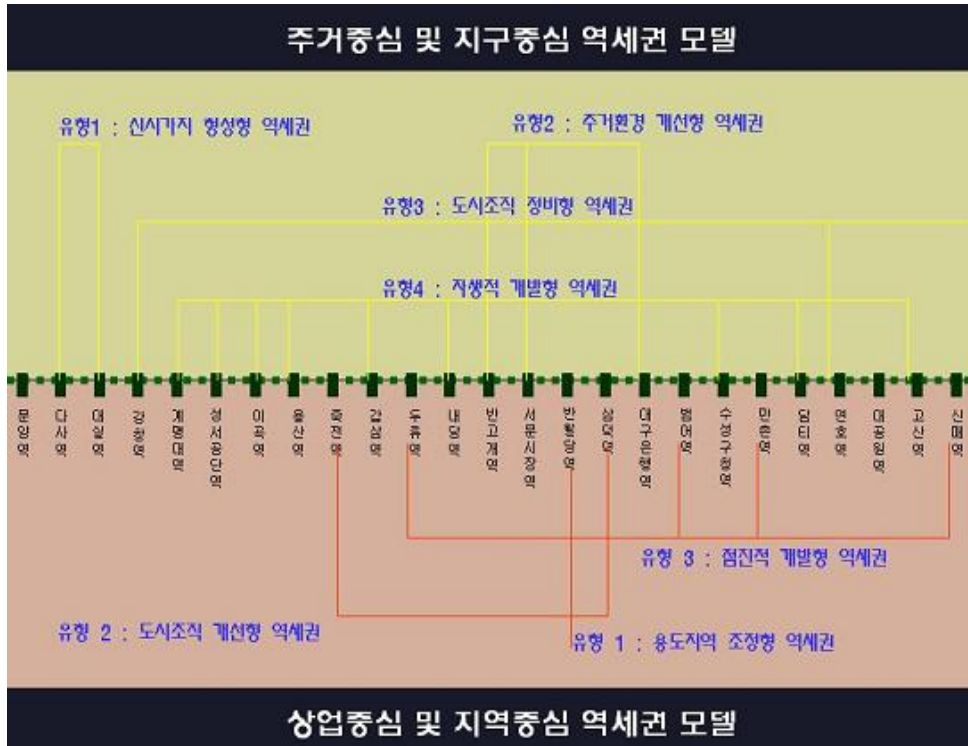 주거중심 및 지구중심 역세권 모델
유형1 : 신시가지 형성형 역세권
유형2 : 주거환경 개선형 역세권
유형3 : 도시조직 정비형 역세권
유형4 : 자생적 개발형 역세권
문양역
다사역
대실역
강창역
계명대역
성서공단역
이곡역
용산역
죽전역
감삼역
두류역
내당역
반고개역
서문시장역
반월당역
삼덕역
대구은행역
범어역
수성구청역
만촌역
담티역
연호역
대공원역
고산역
신매역
유형 3 : 점진적 개발형 역세권
유형 2 : 도시조직 개선형 역세권
유형 1 : 용도지역 조정형 역세권
상업중심 및 지역중심 역세권 모델